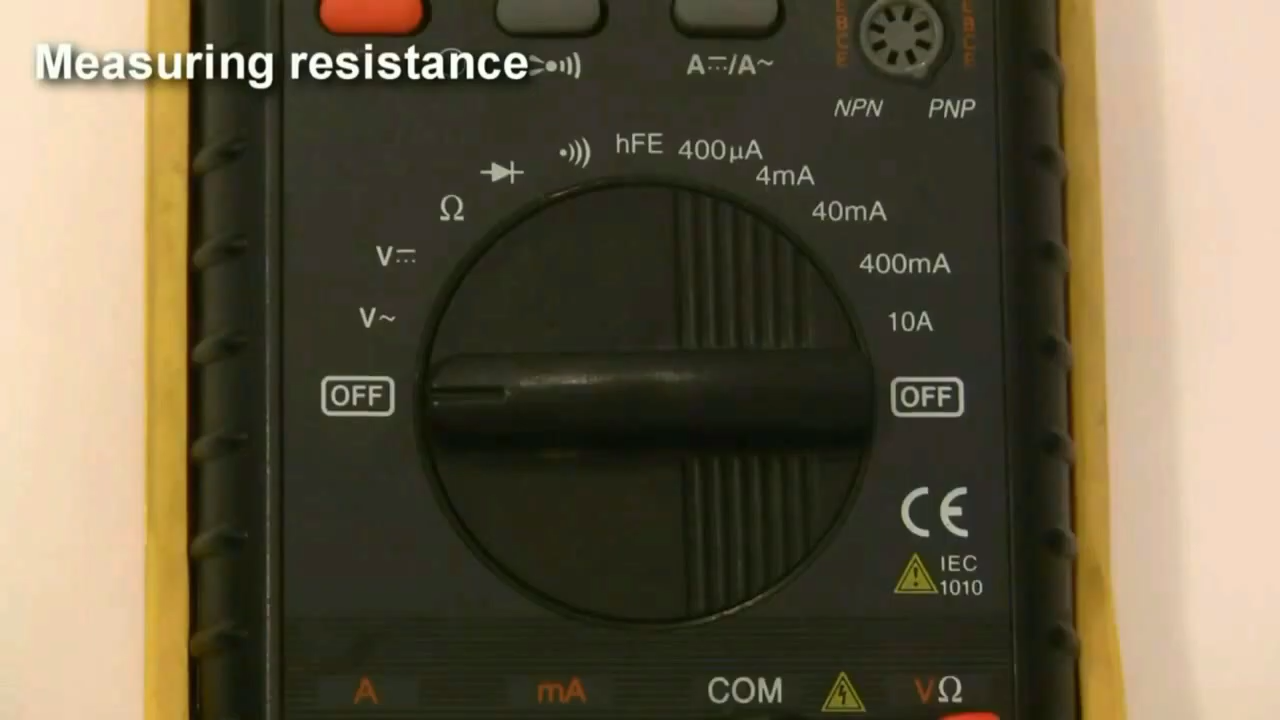 Measuring resistance
A⎓/A~
NPN PNP
hFE
400µA
4mA
40mA
400mA
10A
OFF
Ω
V⎓
V~
OFF
CE
IEC
1010
A mA COM VΩ